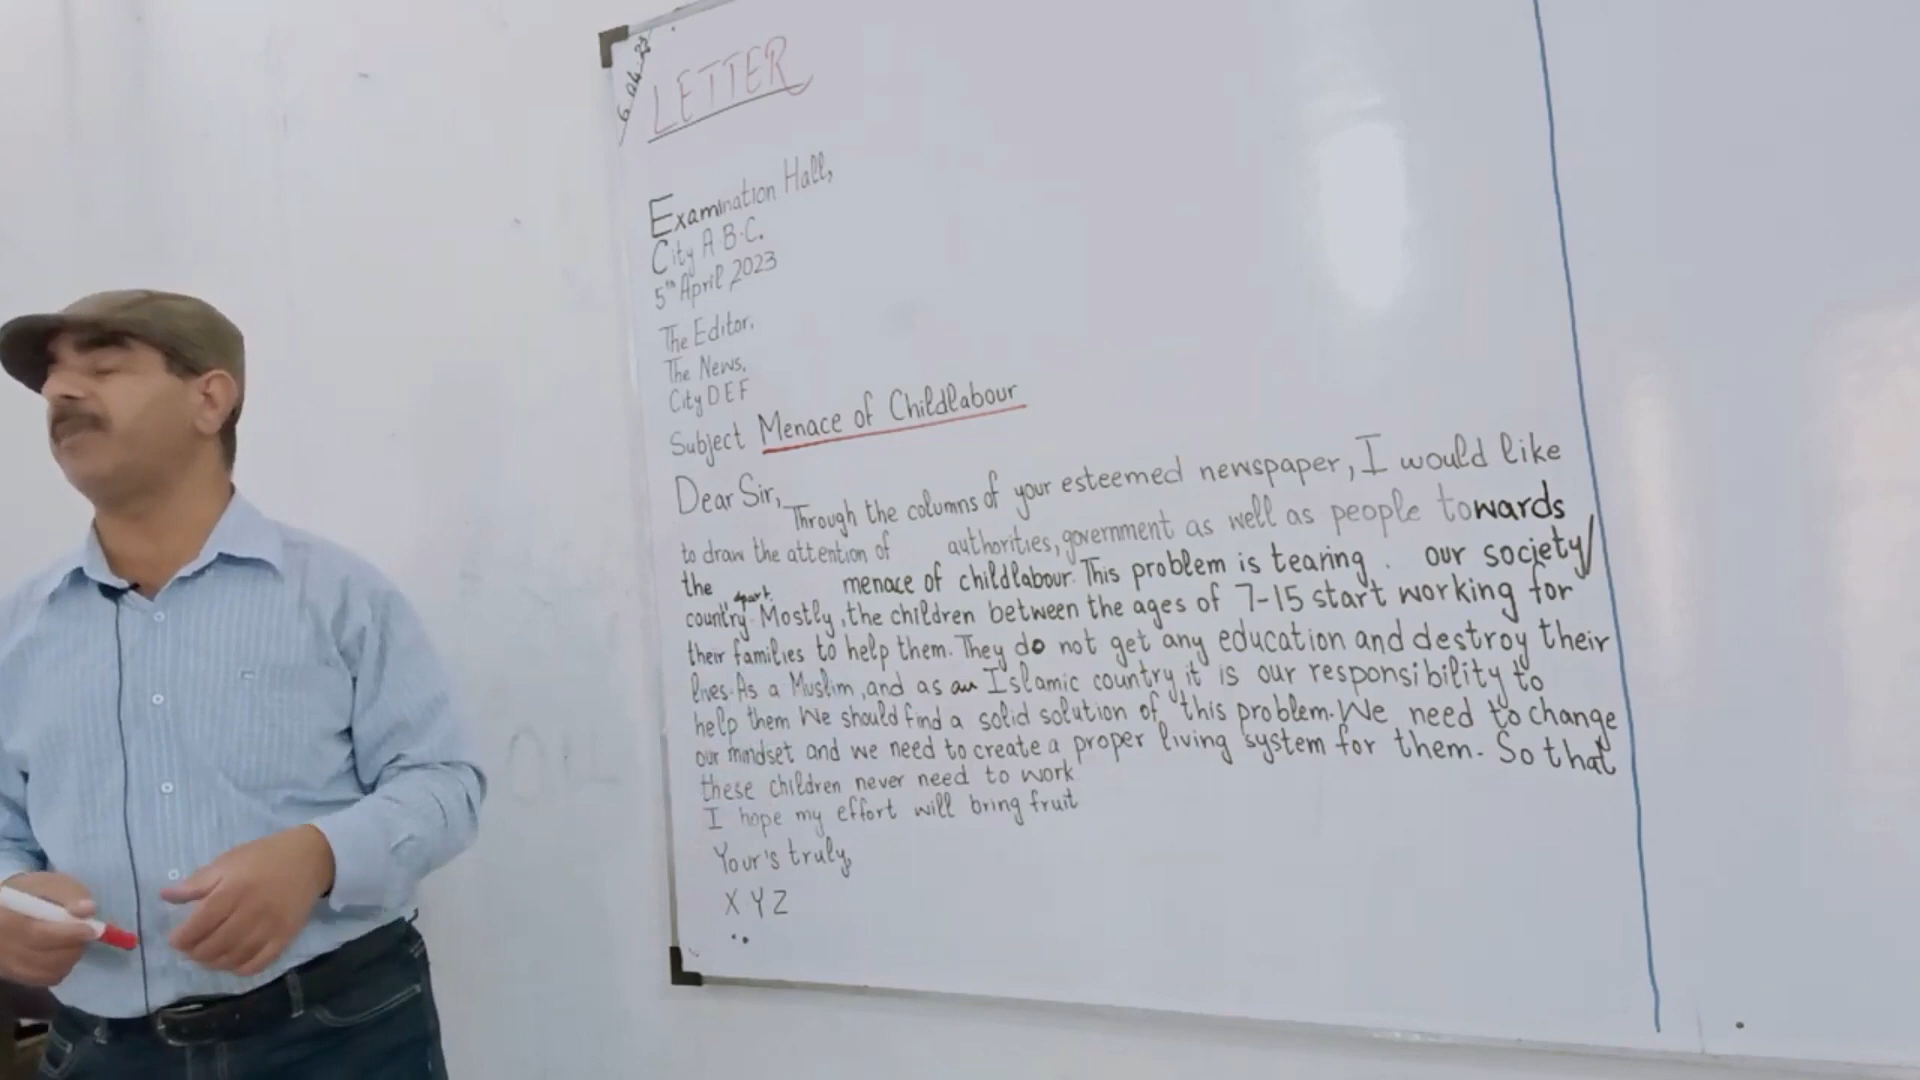 LETTER
Examination Hall,
City A B.C.
5th April 2023
The Editor,
The News,
City D E F
Subject Menace of Childlabour
Dear Sir,
Through the columns of your esteemed newspaper, I would like
to draw the attention of authorities, government as well as people towards
the menace of childlabour. This problem is tearing our society/
country apart. Mostly, the children between the ages of 7-15 start working for
their families to help them. They do not get any education and destroy their
lives. As a Muslim, and as an Islamic country it is our responsibility to
help them We should find a solid solution of this problem. We need to change
our mindset and we need to create a proper living system for them. So that
these children never need to work
I hope my effort will bring fruit
Your's truly,
X Y Z